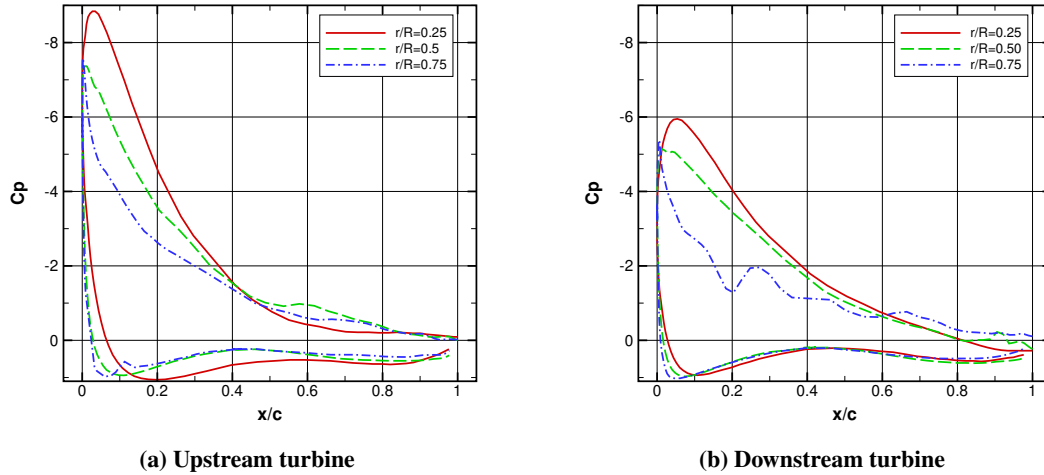 r/R=0.25
r/R=0.5
r/R=0.75
-8
-6
-4
-2
0
Cp
0 0.2 0.4 0.6 0.8 1
x/c
(a) Upstream turbine
r/R=0.25
r/R=0.50
r/R=0.75
-8
-6
-4
-2
0
Cp
0 0.2 0.4 0.6 0.8 1
x/c
(b) Downstream turbine